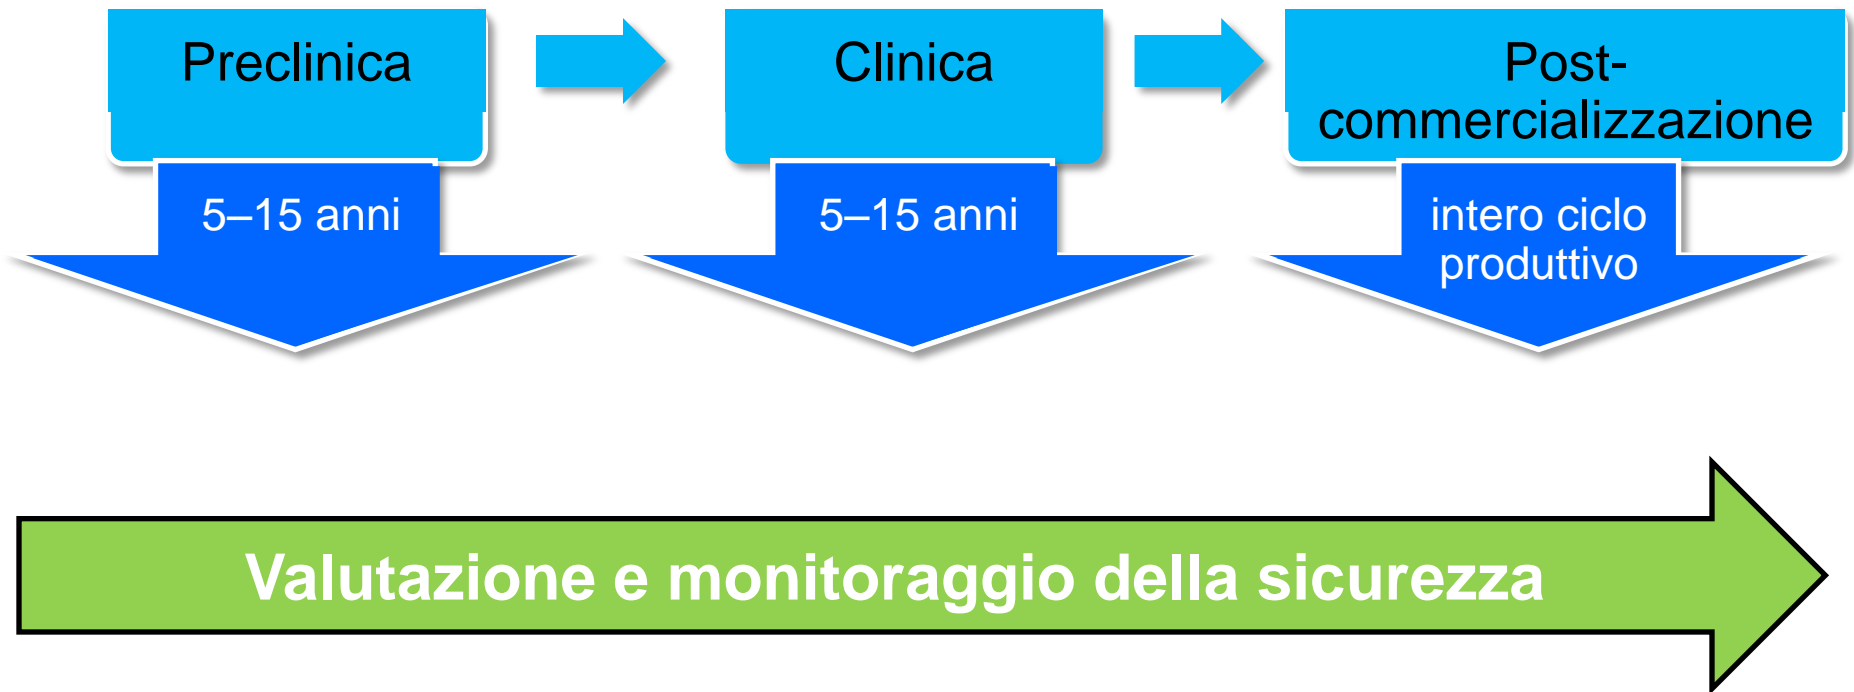 Preclinica
Clinica
Post-
commercializzazione
5–15 anni
5–15 anni
intero ciclo
produttivo
Valutazione e monitoraggio della sicurezza